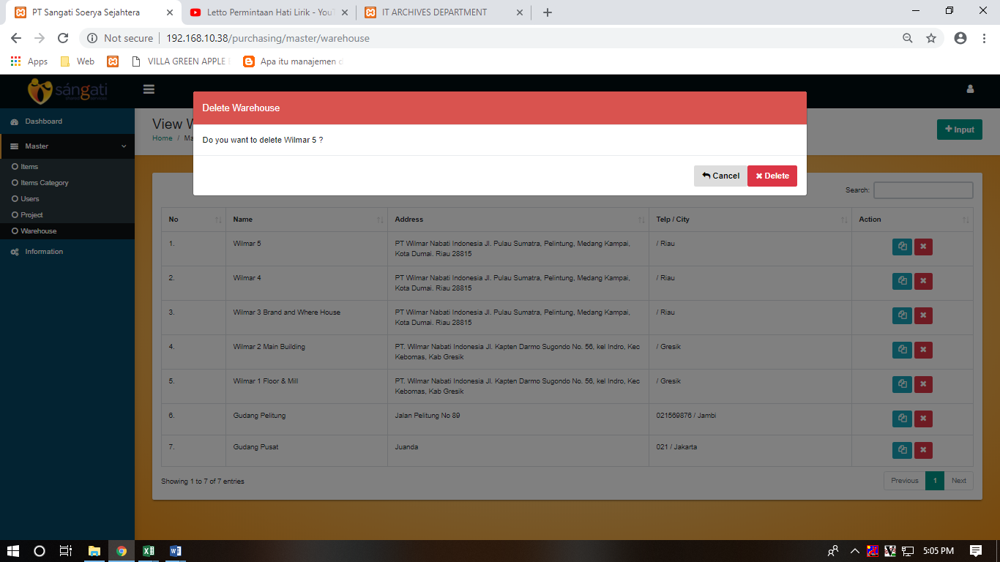 PT Sangati Soerya Sejahtera
Letto Permintaan Hati Lirik - You
IT ARCHIVES DEPARTMENT
Not secure
192.168.10.38/purchasing/master/warehouse
Apps
Web
VILLA GREEN APPLE
Apa itu manajemen
sángati
Delete Warehouse
Do you want to delete Wilmar 5 ?
Cancel
Delete
Dashboard
Master
Items
Items Category
Users
Project
Warehouse
Information
View W
Home / Ma
Input
Search:
No Name Address Telp / City Action
1. Wilmar 5 PT Wilmar Nabati Indonesia Jl. Pulau Sumatra, Pelintung, Medang Kampai, / Riau
Kota Dumai. Riau 28815
2. Wilmar 4 PT Wilmar Nabati Indonesia Jl. Pulau Sumatra, Pelintung, Medang Kampai, / Riau
Kota Dumai. Riau 28815
3. Wilmar 3 Brand and Where House PT Wilmar Nabati Indonesia Jl. Pulau Sumatra, Pelintung, Medang Kampai, / Riau
Kota Dumai. Riau 28815
4. Wilmar 2 Main Building PT. Wilmar Nabati Indonesia Jl. Kapten Darmo Sugondo No. 56, kel Indro, Kec / Gresik
Kebomas, Kab Gresik
5. Wilmar 1 Floor & Mill PT. Wilmar Nabati Indonesia Jl. Kapten Darmo Sugondo No. 56, kel Indro, Kec / Gresik
Kebomas, Kab Gresik
6. Gudang Pelitung Jalan Pelitung No 89 021569876 / Jambi
7. Gudang Pusat Juanda 021 / Jakarta
Showing 1 to 7 of 7 entries
Previous 1 Next
5:05 PM